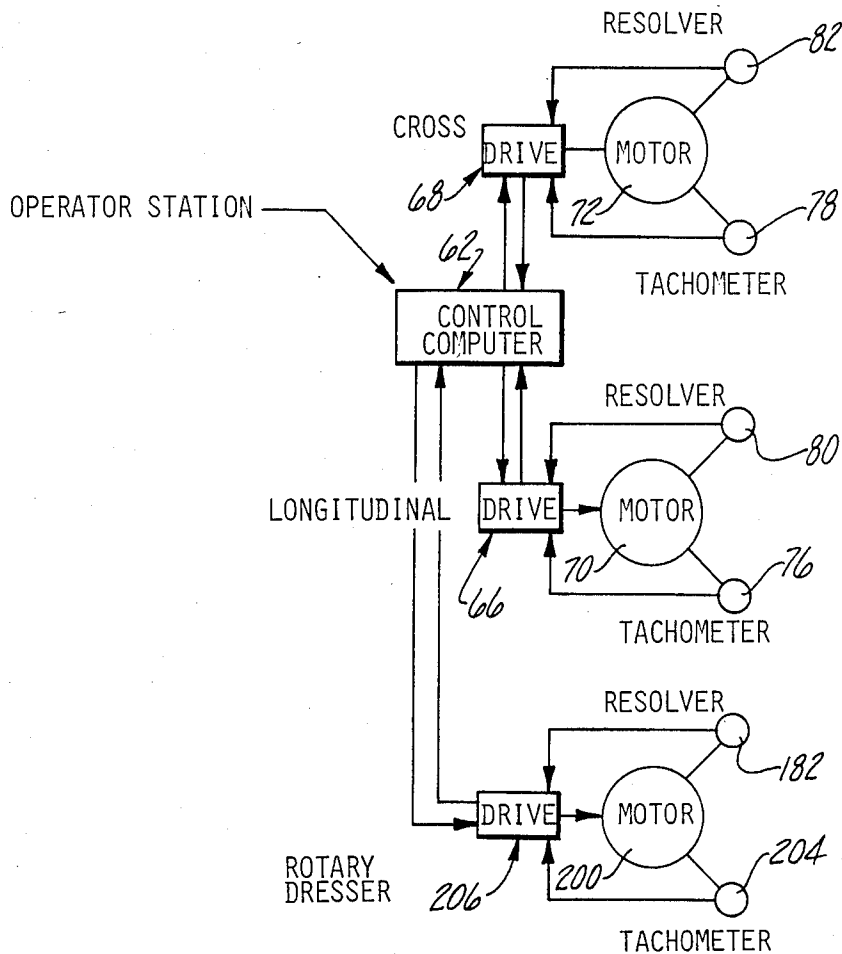 RESOLVER
82
CROSS
DRIVE
MOTOR
68
72
78
OPERATOR STATION
62
TACHOMETER
CONTROL
COMPUTER
RESOLVER
80
LONGITUDINAL
DRIVE
MOTOR
70
76
66
TACHOMETER
RESOLVER
182
DRIVE
MOTOR
204
ROTARY
DRESSER
206
200
TACHOMETER